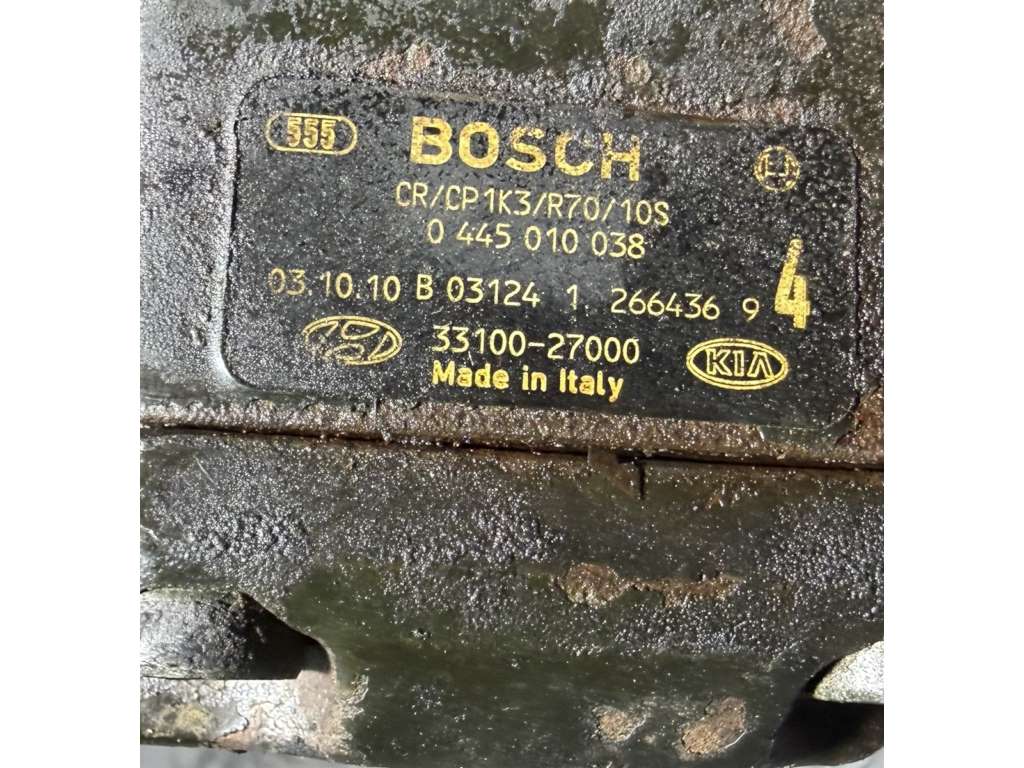 555 BOSCH
CR/CP1K3/R70/10S
0 445 010 038
03.10.10 B 03124 1 266436 9 4
33100-27000 KIA
Made in Italy